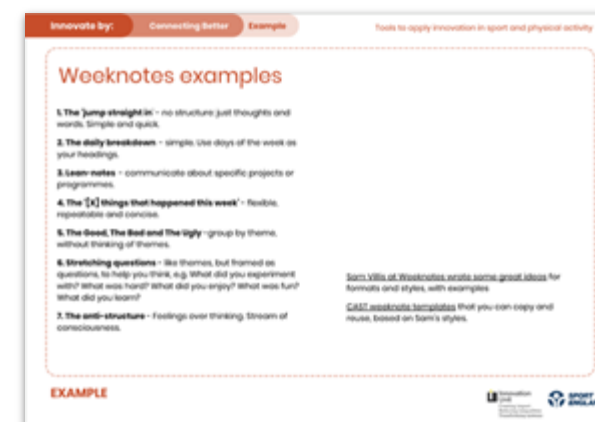 Innovate by: Connecting Better Example
Tools to apply innovation in sport and physical activity
Weeknotes examples
1. The 'jump straight in' - no structure: just thoughts and
words. Simple and quick.
2. The daily breakdown - simple. Use days of the week as
your headings.
3. Lean-notes - communicate about specific projects or
programmes.
4. The '[X] things that happened this week' - flexible,
repeatable and concise.
5. The Good, The Bad and The Ugly -group by theme,
without thinking of themes.
6. Stretching questions - like themes, but framed as
questions, to help you think, e.g. What did you experiment
with? What was hard? What did you enjoy? What was fun?
What did you learn?
7. The anti-structure - Feelings over thinking. Stream of
consciousness.
Sam Villis at Weeknotes wrote some great ideas for
formats and styles, with examples
CAST weeknote templates that you can copy and
reuse, based on Sam's styles.
EXAMPLE
Innovation
Unit
SPORT
ENGLAND